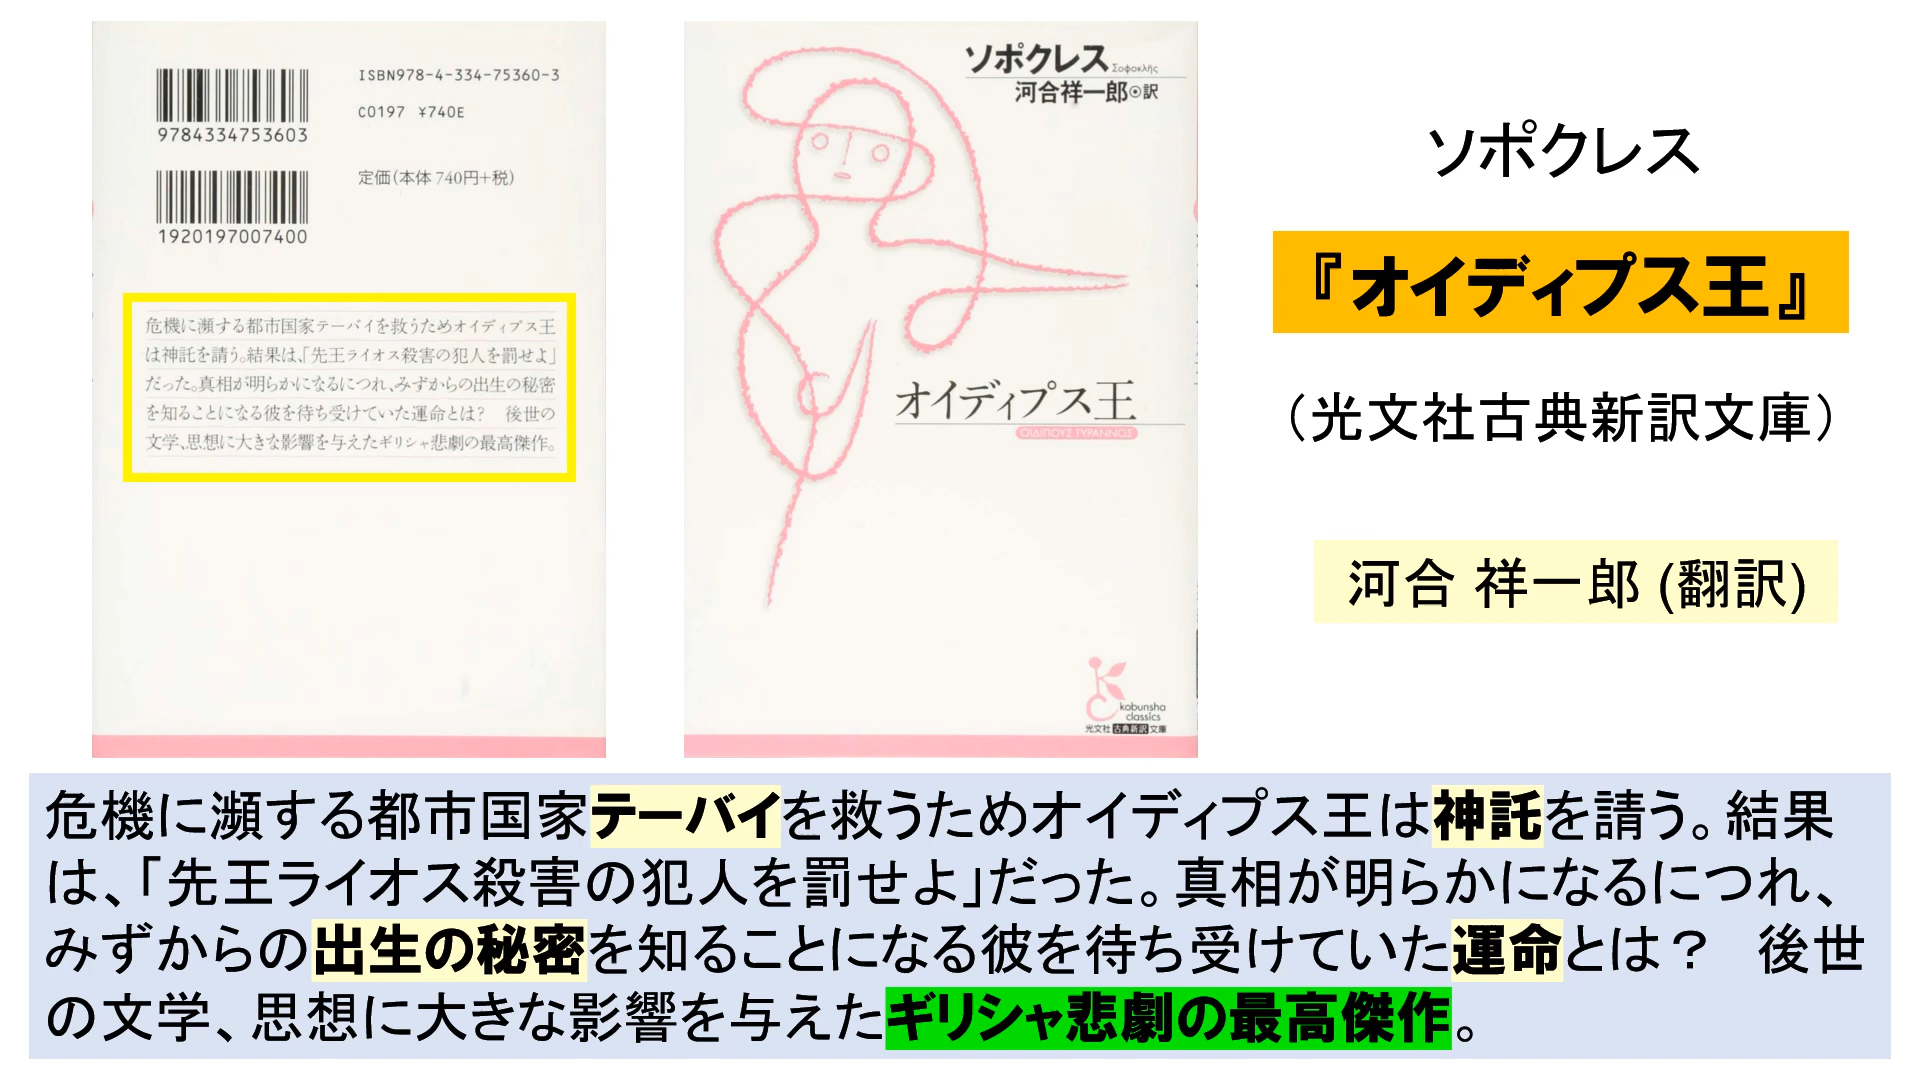 ISBN978-4-334-75360-3
C0197 ¥740E
9784334753603
定価(本体740円+税)
1920197007400
危機に瀕する都市国家テーバイを救うためオイディプス王
は神託を請う。結果は、「先王ライオス殺害の犯人を罰せよ」
だった。真相が明らかになるにつれ、みずからの出生の秘密
を知ることになる彼を待ち受けていた運命とは？　後世の
文学、思想に大きな影響を与えたギリシャ悲劇の最高傑作。
ソポクレス
Σοφοκλής
河合祥一郎◉訳
オイディプス王
ΟΙΔΙΠΟΥΣ ΤΥΡΑΝΝΟΣ
kobunsha
classics
光文社古典新訳文庫
ソポクレス
『オイディプス王』
（光文社古典新訳文庫）
河合 祥一郎 (翻訳)
危機に瀕する都市国家テーバイを救うためオイディプス王は神託を請う。結果
は、「先王ライオス殺害の犯人を罰せよ」だった。真相が明らかになるにつれ、
みずからの出生の秘密を知ることになる彼を待ち受けていた運命とは？　後世
の文学、思想に大きな影響を与えたギリシャ悲劇の最高傑作。